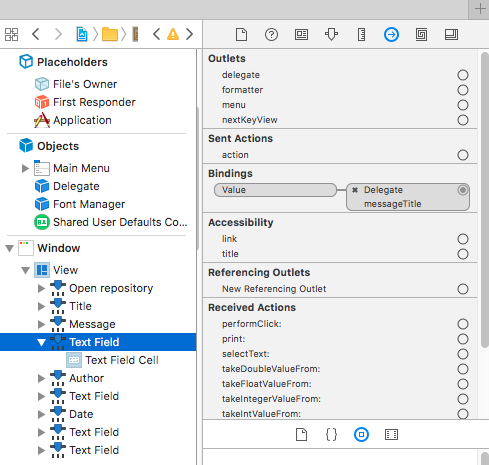 Placeholders
File's Owner
First Responder
Application
Objects
Main Menu
Delegate
Font Manager
Shared User Defaults Co...
Window
View
Open repository
Title
Message
Text Field
Text Field Cell
Author
Text Field
Date
Text Field
Text Field
Outlets
delegate
formatter
menu
nextKeyView
Sent Actions
action
Bindings
Value
Delegate
messageTitle
Accessibility
link
title
Referencing Outlets
New Referencing Outlet
Received Actions
performClick:
print:
selectText:
takeDoubleValueFrom:
takeFloatValueFrom:
takeIntegerValueFrom:
takeIntValueFrom: